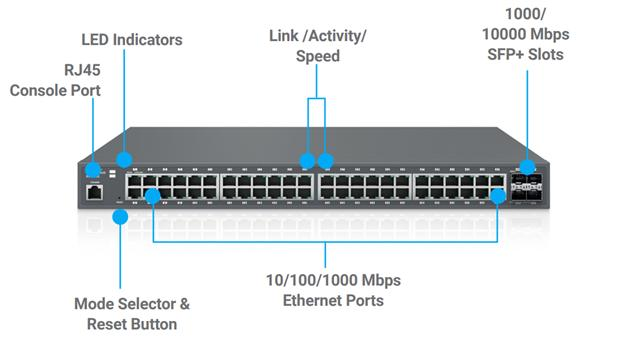 LED Indicators
RJ45
Console Port
Link /Activity/
Speed
1000/
10000 Mbps
SFP+ Slots
Mode Selector &
Reset Button
10/100/1000 Mbps
Ethernet Ports